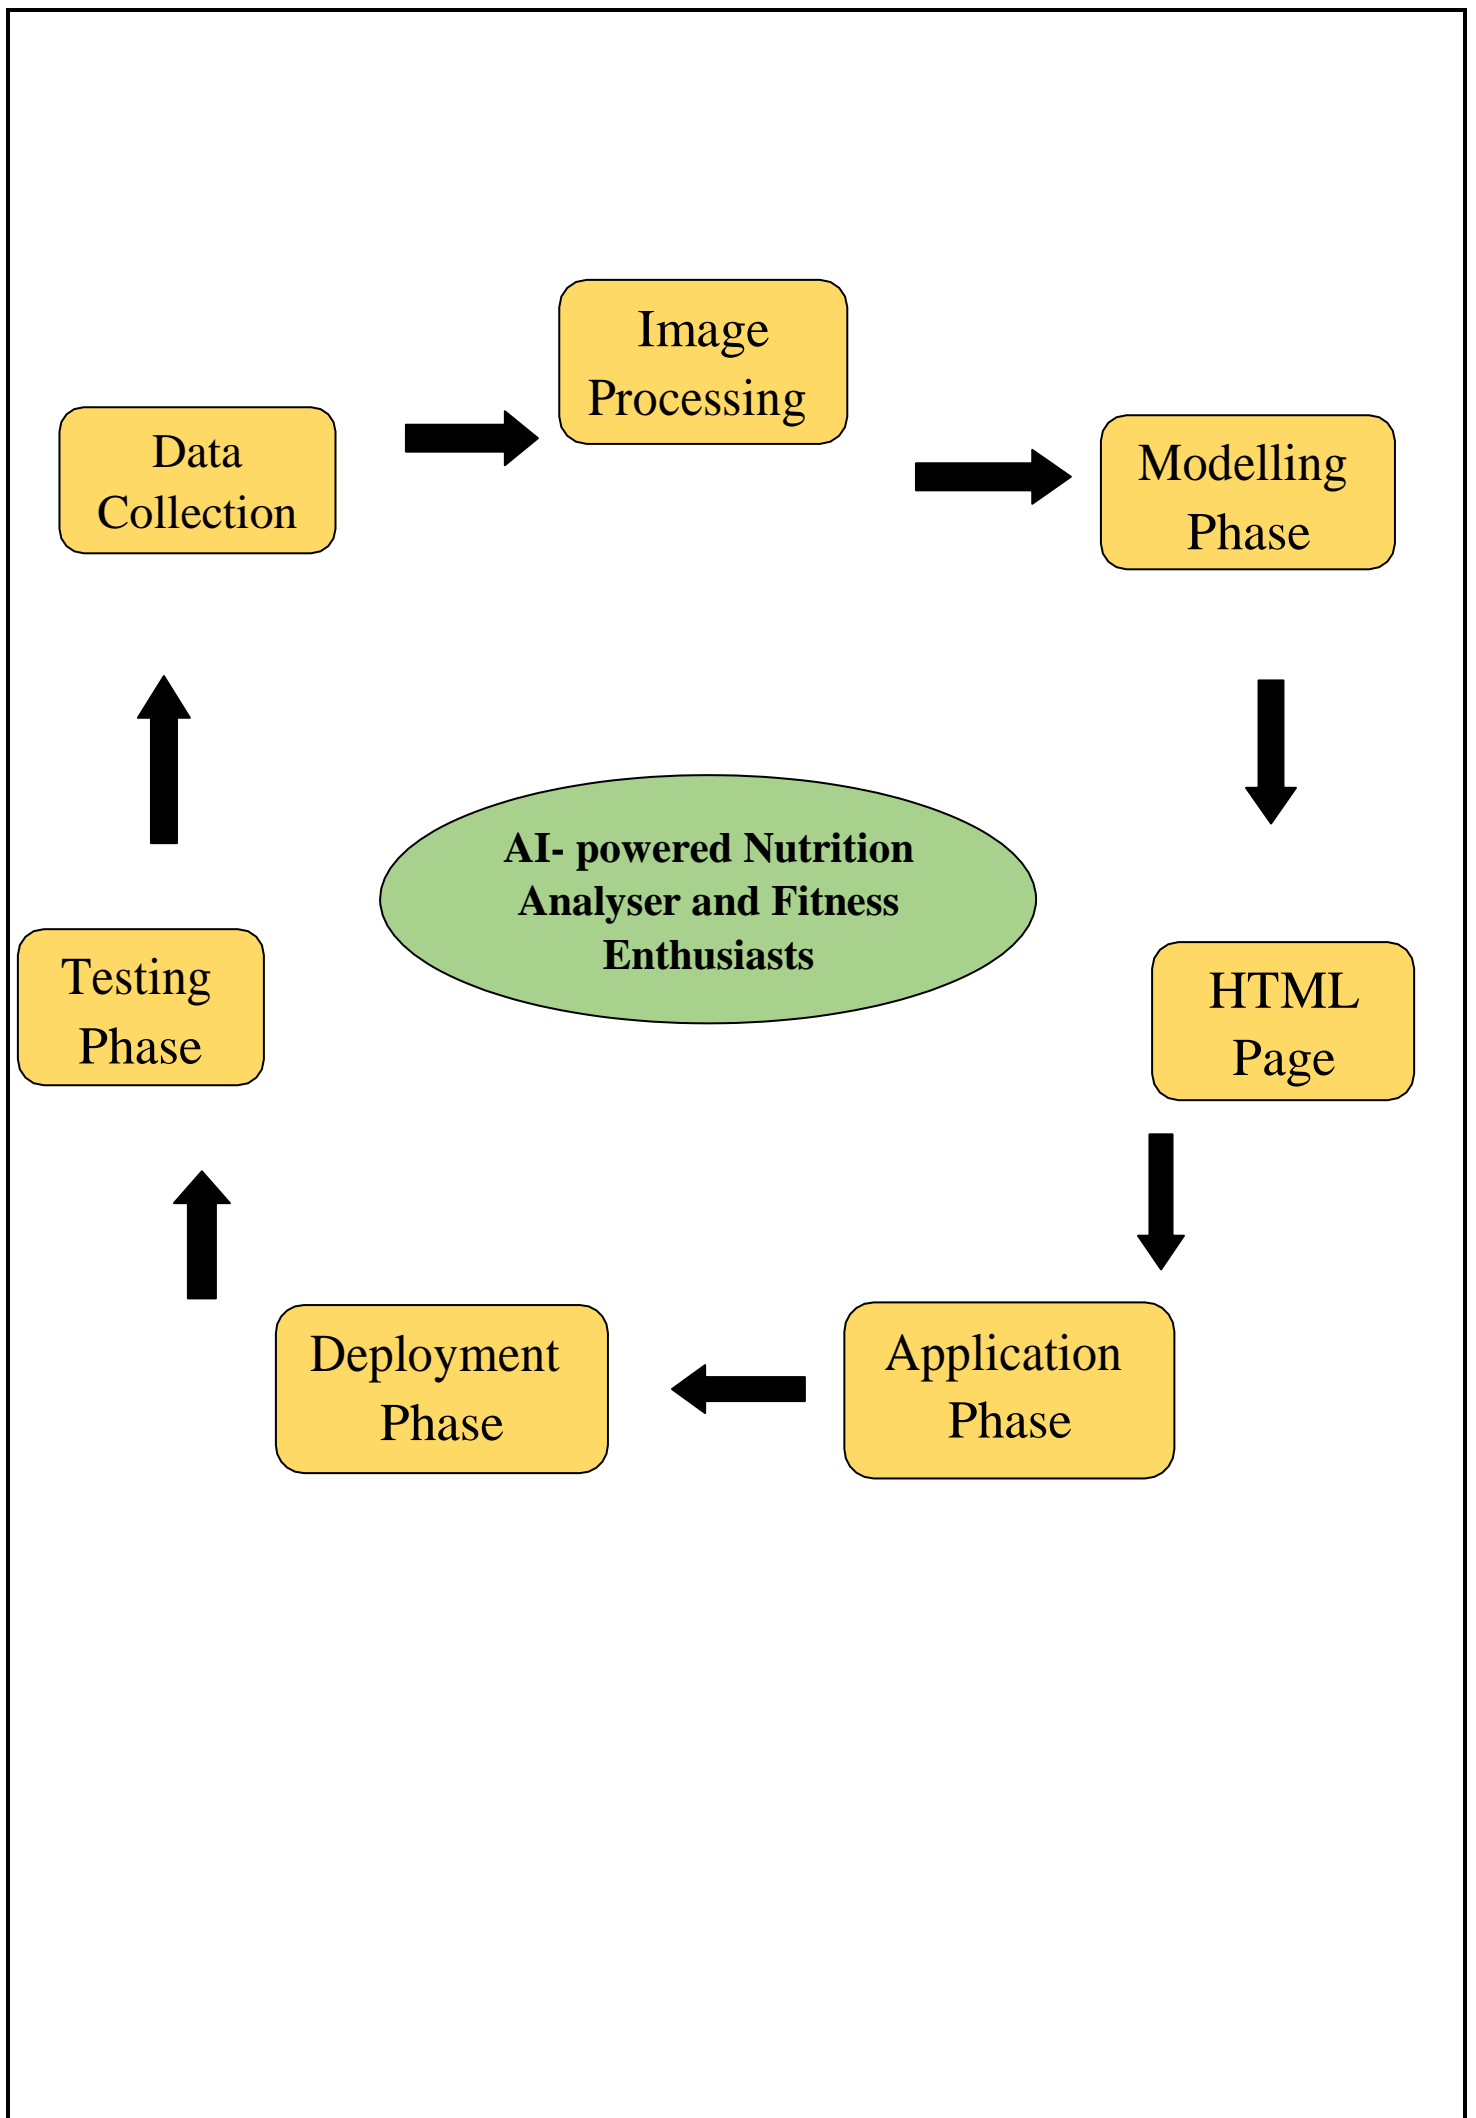 Image
Processing
Data
Collection
Modelling
Phase
AI- powered Nutrition
Analyser and Fitness
Enthusiasts
Testing
Phase
HTML
Page
Deployment
Phase
Application
Phase